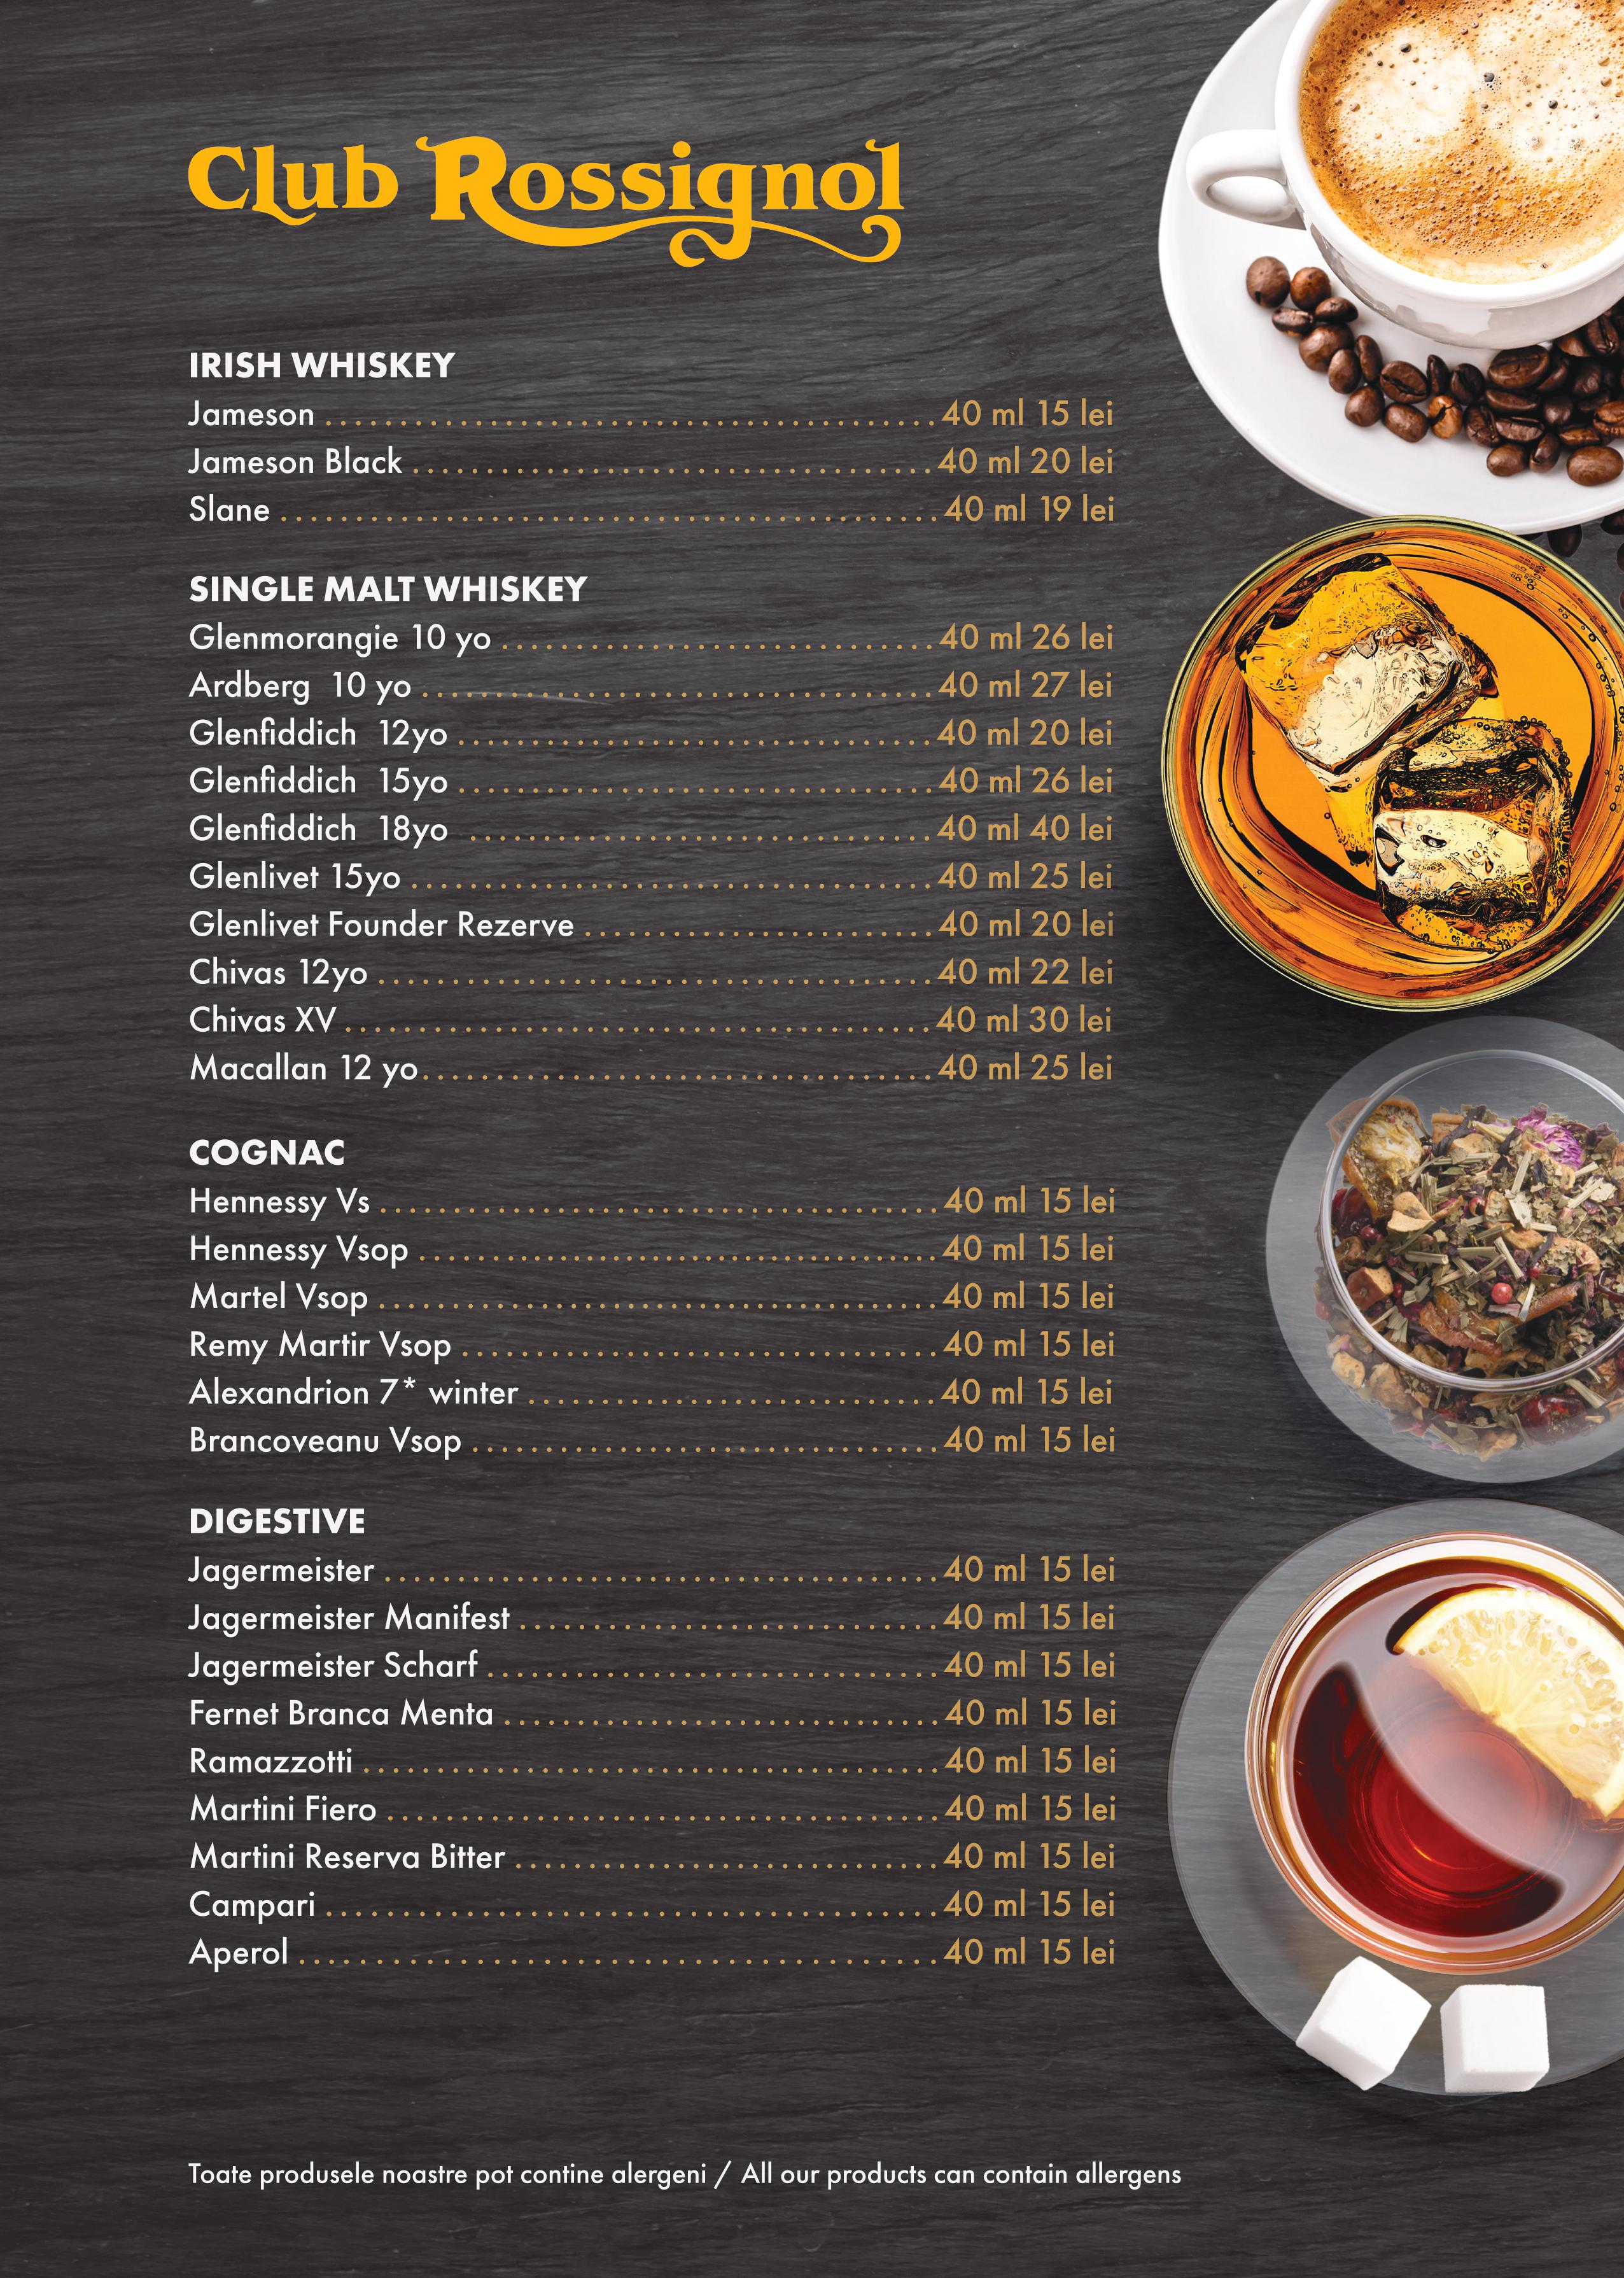 Club Rossignol
IRISH WHISKEY
Jameson ........................................ 40 ml 15 lei
Jameson Black .................................. 40 ml 20 lei
Slane .......................................... 40 ml 19 lei
SINGLE MALT WHISKEY
Glenmorangie 10 yo ............................. 40 ml 26 lei
Ardberg  10 yo ................................. 40 ml 27 lei
Glenfiddich  12yo .............................. 40 ml 20 lei
Glenfiddich  15yo .............................. 40 ml 26 lei
Glenfiddich  18yo .............................. 40 ml 40 lei
Glenlivet 15yo ................................. 40 ml 25 lei
Glenlivet Founder Rezerve ...................... 40 ml 20 lei
Chivas 12yo .................................... 40 ml 22 lei
Chivas XV ...................................... 40 ml 30 lei
Macallan 12 yo ................................. 40 ml 25 lei
COGNAC
Hennessy Vs .................................... 40 ml 15 lei
Hennessy Vsop .................................. 40 ml 15 lei
Martel Vsop .................................... 40 ml 15 lei
Remy Martir Vsop ............................... 40 ml 15 lei
Alexandrion 7* winter .......................... 40 ml 15 lei
Brancoveanu Vsop ............................... 40 ml 15 lei
DIGESTIVE
Jagermeister ................................... 40 ml 15 lei
Jagermeister Manifest .......................... 40 ml 15 lei
Jagermeister Scharf ............................ 40 ml 15 lei
Fernet Branca Menta ............................ 40 ml 15 lei
Ramazzotti ..................................... 40 ml 15 lei
Martini Fiero .................................. 40 ml 15 lei
Martini Reserva Bitter ......................... 40 ml 15 lei
Campari ........................................ 40 ml 15 lei
Aperol ......................................... 40 ml 15 lei
Toate produsele noastre pot contine alergeni / All our products can contain allergens